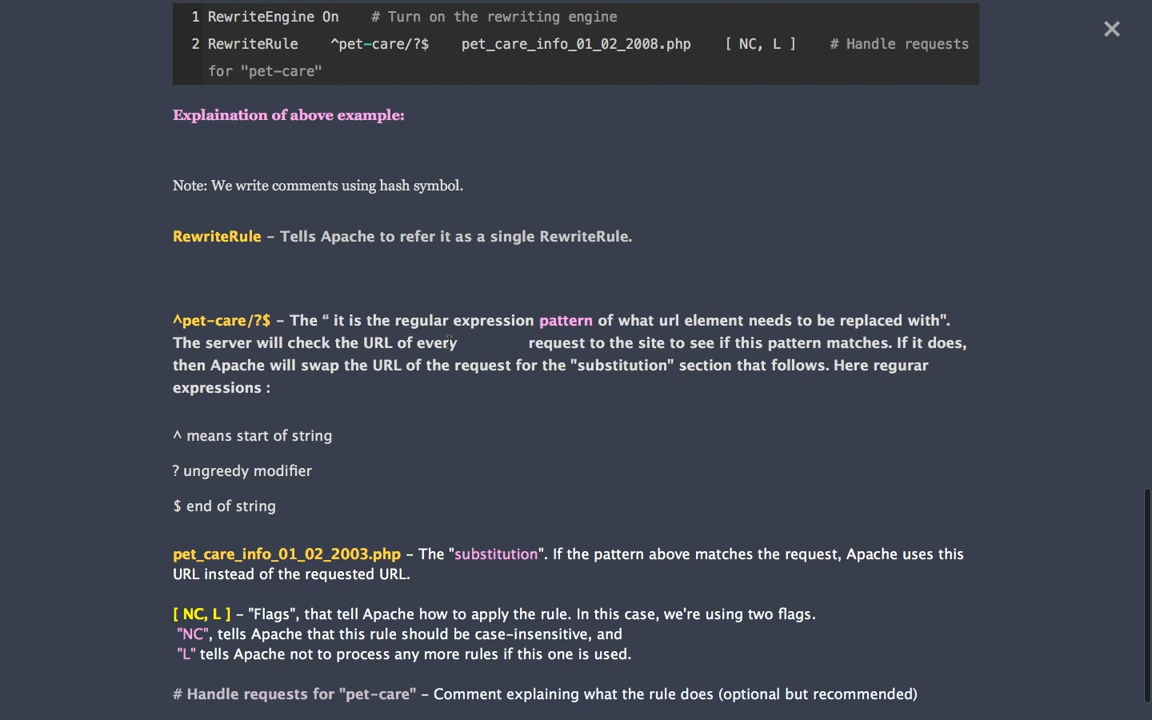 1 RewriteEngine On # Turn on the rewriting engine
2 RewriteRule ^pet-care/?$ pet_care_info_01_02_2008.php [ NC, L ] # Handle requests
for "pet-care"
Explaination of above example:
Note: We write comments using hash symbol.
RewriteRule – Tells Apache to refer it as a single RewriteRule.
^pet-care/?$ – The “ it is the regular expression pattern of what url element needs to be replaced with".
The server will check the URL of every request to the site to see if this pattern matches. If it does,
then Apache will swap the URL of the request for the "substitution" section that follows. Here regurar
expressions :
^ means start of string
? ungreedy modifier
$ end of string
pet_care_info_01_02_2003.php – The "substitution". If the pattern above matches the request, Apache uses this
URL instead of the requested URL.
[ NC, L ] – "Flags", that tell Apache how to apply the rule. In this case, we're using two flags.
"NC", tells Apache that this rule should be case-insensitive, and
"L" tells Apache not to process any more rules if this one is used.
# Handle requests for "pet-care" – Comment explaining what the rule does (optional but recommended)